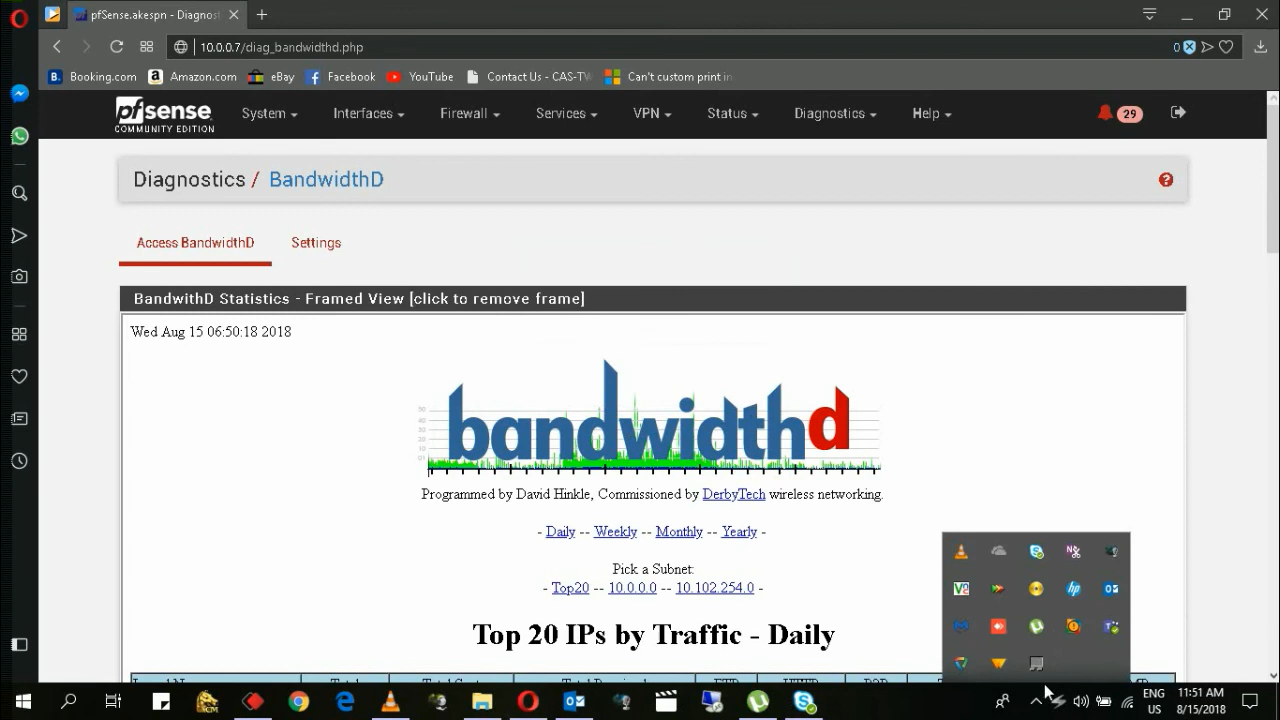 pfSense.akespn - Diagnost
10.0.0.7/diag_bandwidthd.php
0
Booking.com Amazon.com eBay Facebook YouTube Contact Us - CAS-TW Can't custom print in
pfsense
COMMUNITY EDITION
System Interfaces Firewall Services VPN Status Diagnostics Help 29
Diagnostics / BandwidthD
Access BandwidthD Settings
BandwithD Statistics - Framed View [click to remove frame]
Wed Aug 15 06:50:18 2018
bandwidthd
Programmed by David Hinkle, Commissioned by DerbyTech wireless networking.
- Daily -- Weekly -- Monthly -- Yearly -
Pick a Subnet:
- Top20 -- 10.0.0.0 -- 10.102.254.0 -
Top 20 IPs by Traffic - Daily
ENG 11:51 AM
US 8/15/2018